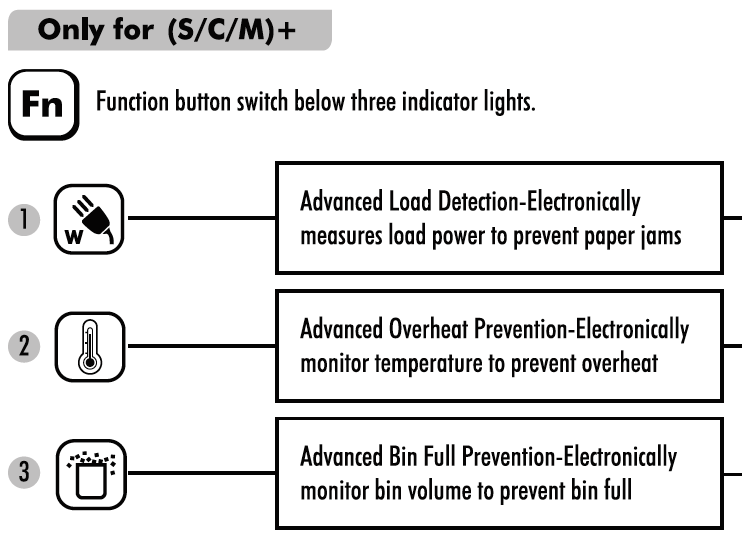 Only for (S/C/M)+
Fn Function button switch below three indicator lights.
1 W Advanced Load Detection-Electronically
measures load power to prevent paper jams
2 Advanced Overheat Prevention-Electronically
monitor temperature to prevent overheat
3 Advanced Bin Full Prevention-Electronically
monitor bin volume to prevent bin full